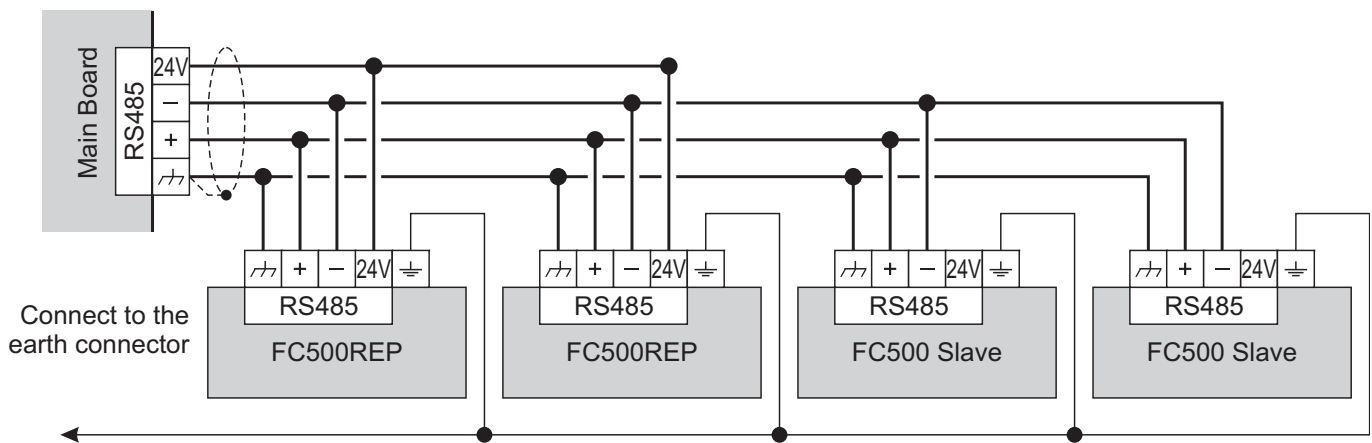 Main Board
RS485
24V
−
+
+ − 24V
RS485
FC500REP
+ − 24V
RS485
FC500REP
+ − 24V
RS485
FC500 Slave
+ − 24V
RS485
FC500 Slave
Connect to the
earth connector